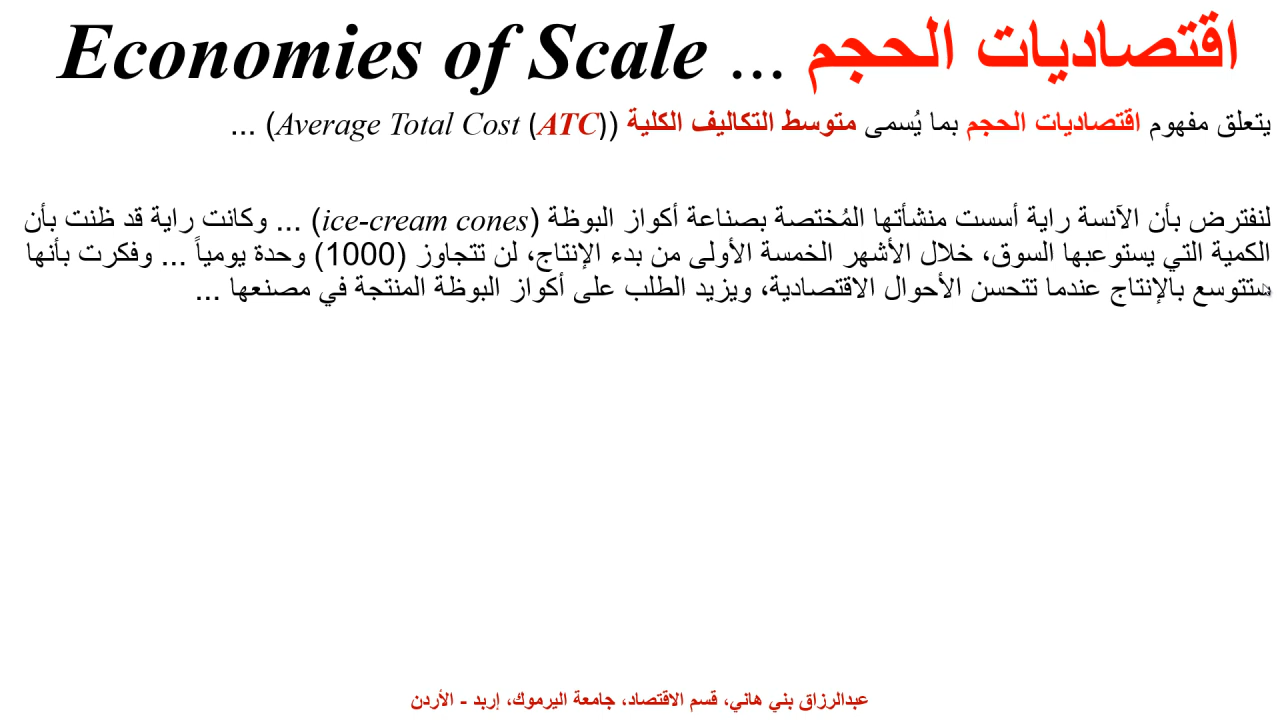 اقتصاديات الحجم ... Economies of Scale
يتعلق مفهوم اقتصاديات الحجم بما يُسمى متوسط التكاليف الكلية (Average Total Cost (ATC)) ...
لنفترض بأن الآنسة راية أسست منشأتها المُختصة بصناعة أكواز البوظة (ice-cream cones) ... وكانت راية قد ظنت بأن
الكمية التي يستوعبها السوق، خلال الأشهر الخمسة الأولى من بدء الإنتاج، لن تتجاوز (1000) وحدة يومياً ... وفكرت بأنها
ستتوسع بالإنتاج عندما تتحسن الأحوال الاقتصادية، ويزيد الطلب على أكواز البوظة المنتجة في مصنعها ...
عبدالرزاق بني هاني، قسم الاقتصاد، جامعة اليرموك، إربد - الأردن